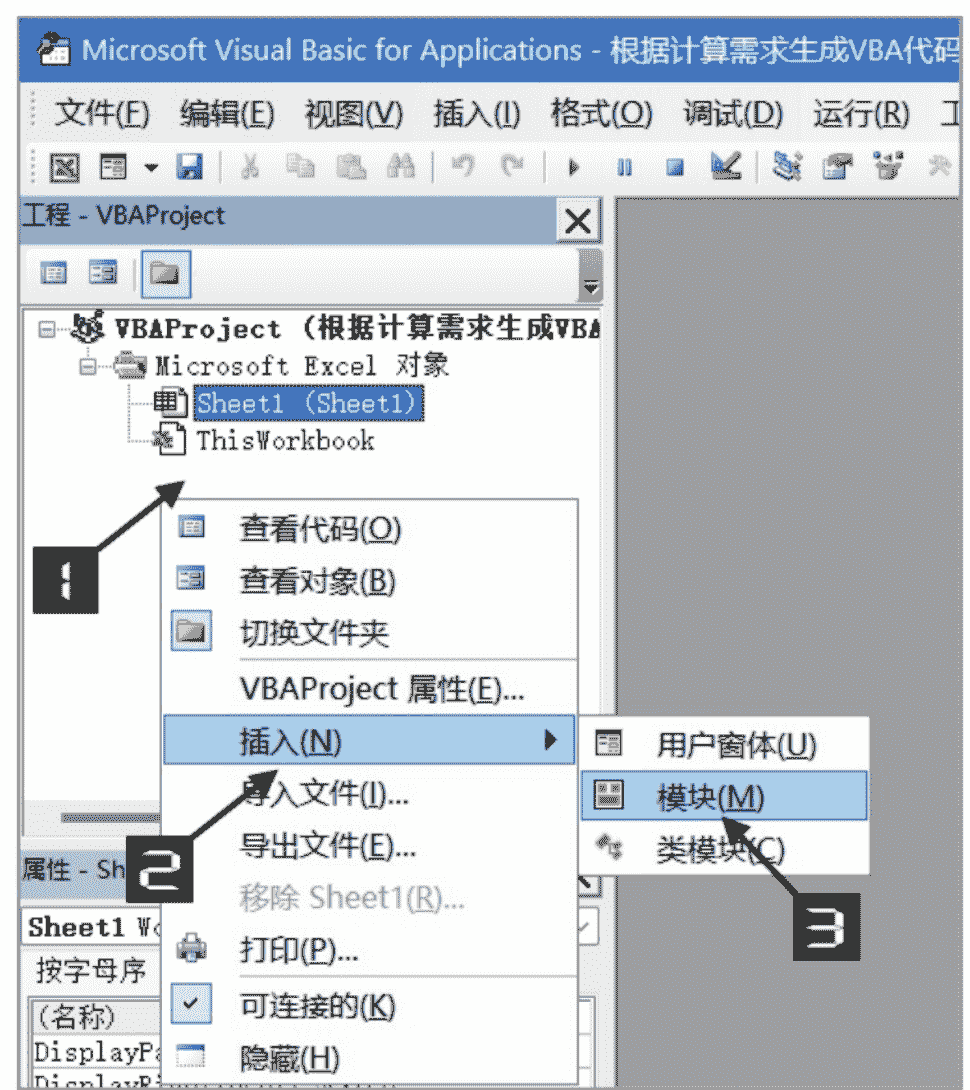 Microsoft Visual Basic for Applications - 根据计算需求生成VBA代码
文件(F) 编辑(E) 视图(V) 插入(I) 格式(O) 调试(D) 运行(R)
工程 - VBAProject
VBAProject (根据计算需求生成VBA
Microsoft Excel 对象
Sheet1 (Sheet1)
ThisWorkbook
1
查看代码(O)
查看对象(B)
切换文件夹
VBAProject 属性(E)...
插入(N)
用户窗体(U)
导入文件(I)...
模块(M)
2
导出文件(E)...
类模块(C)
属性 - Sh
移除 Sheet1(R)...
3
Sheet1
打印(P)...
按字母序
可连接的(K)
(名称)
隐藏(H)